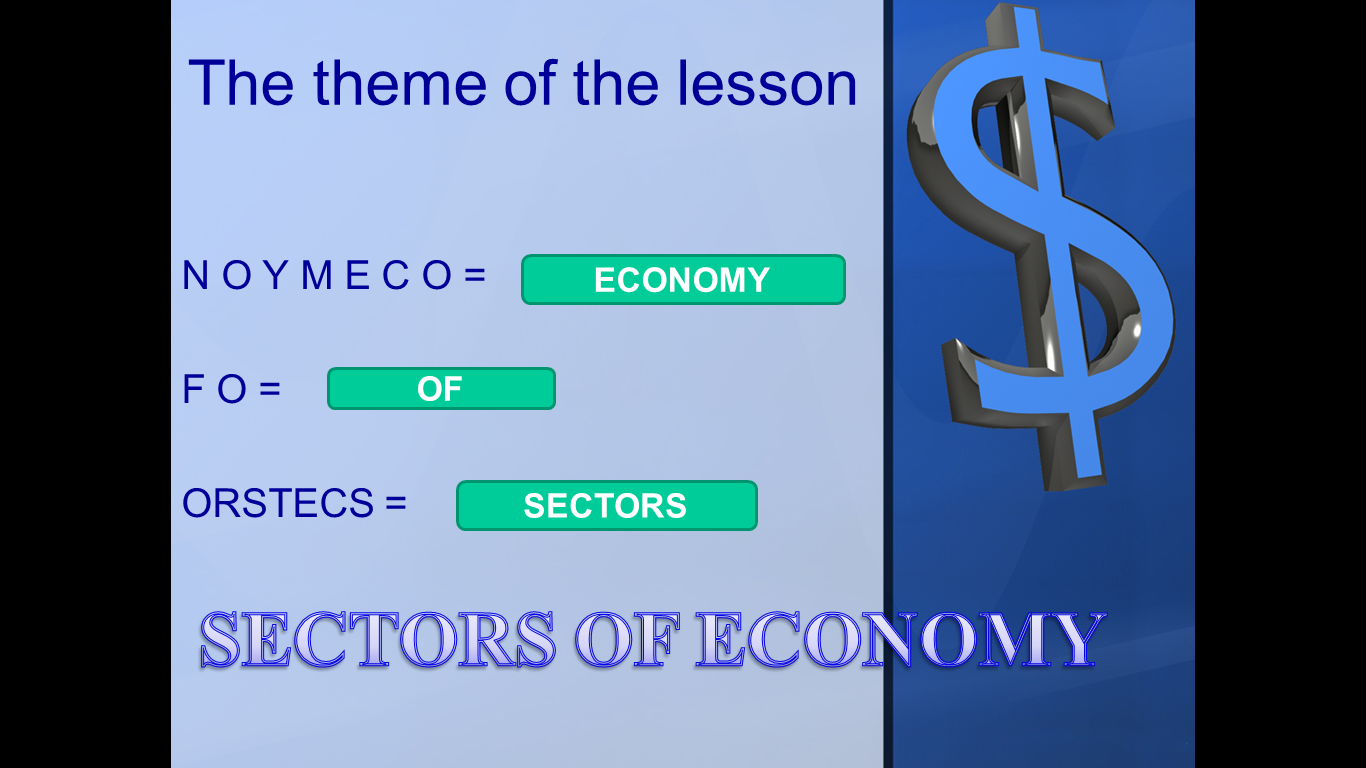 The theme of the lesson
N O Y M E C O = ECONOMY
F O = OF
ORSTECS = SECTORS
SECTORS OF ECONOMY